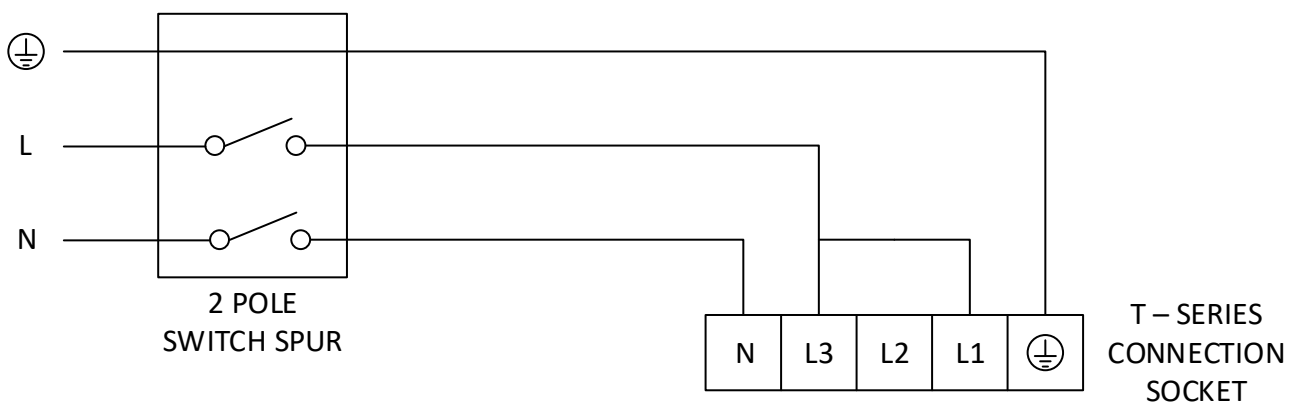 L
N
2 POLE
SWITCH SPUR
N L3 L2 L1
T – SERIES
CONNECTION
SOCKET